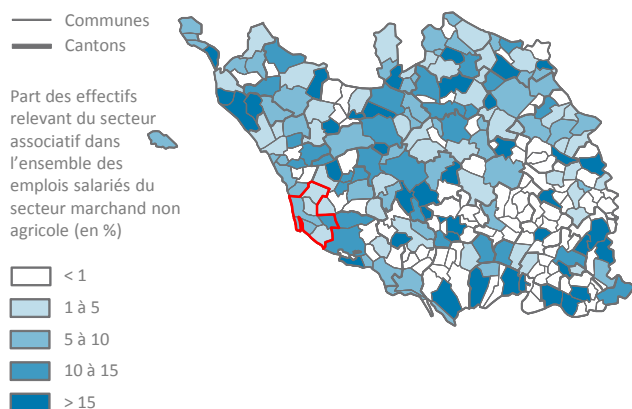 Communes
Cantons
Part des effectifs
relevant du secteur
associatif dans
l'ensemble des
emplois salariés du
secteur marchand non
agricole (en %)
< 1
1 à 5
5 à 10
10 à 15
> 15